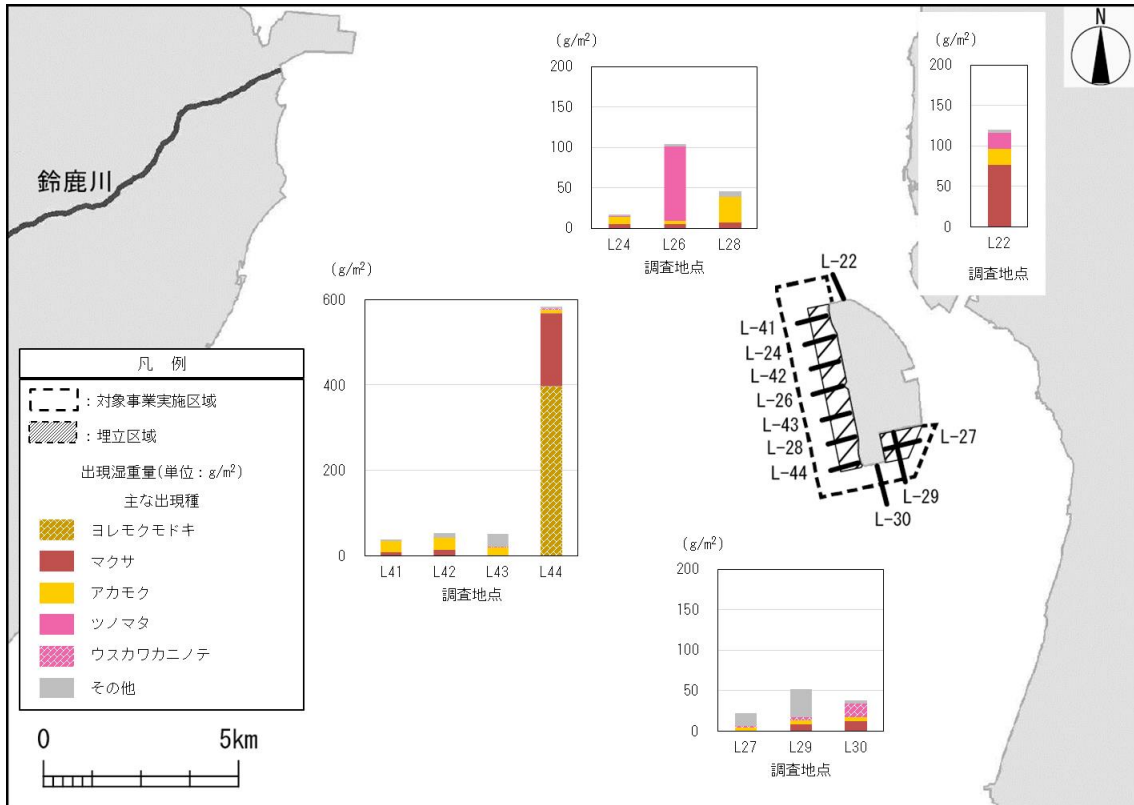 N
鈴鹿川
(g/m²)
200
150
100
50
0
L24 L26 L28
調査地点
(g/m²)
200
150
100
50
0
L22
調査地点
(g/m²)
600
400
200
0
L41 L42 L43 L44
調査地点
L-22
L-41
L-24
L-42
L-26
L-43
L-28
L-44
L-27
L-29
L-30
凡 例
：対象事業実施区域
：埋立区域
出現湿重量(単位：g/m²)
主な出現種
ヨレモクモドキ
マクサ
アカモク
ツノマタ
ウスカワカニノテ
その他
0 5km
(g/m²)
200
150
100
50
0
L27 L29 L30
調査地点